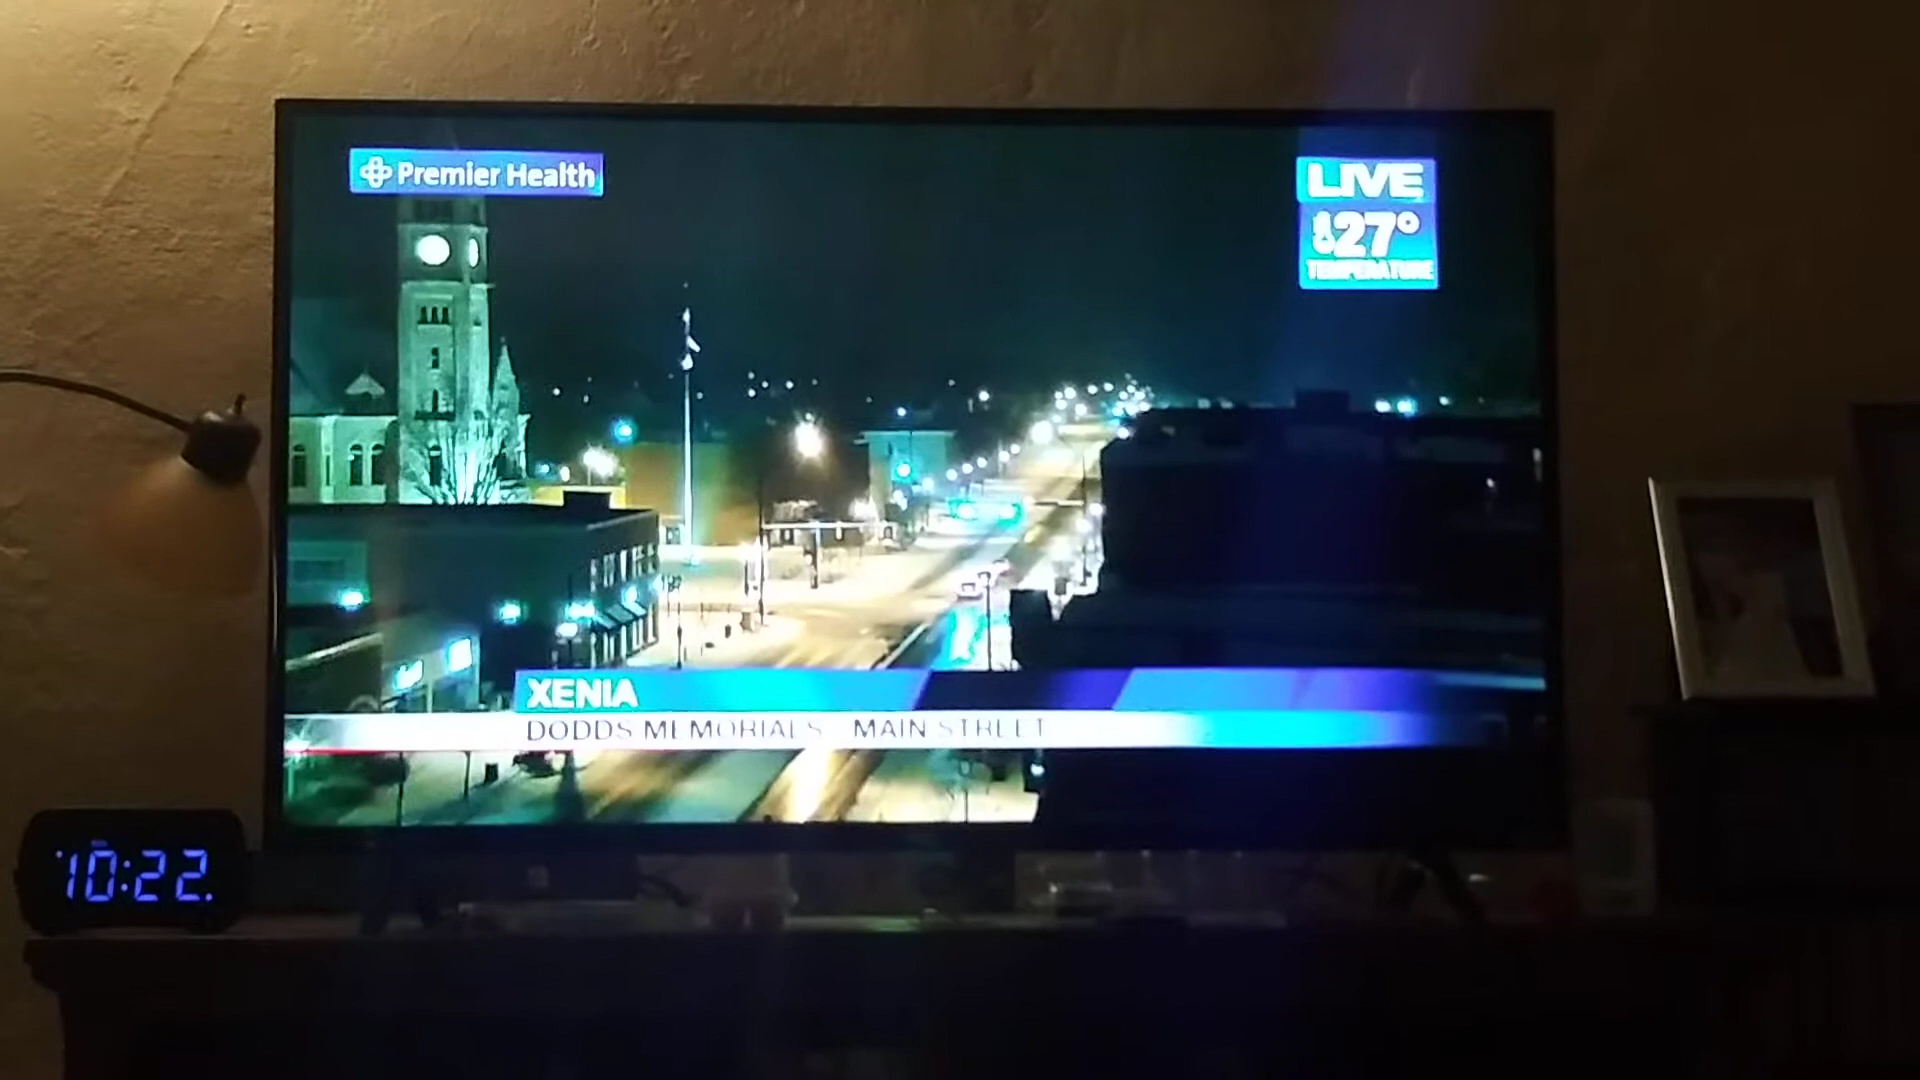 Premier Health
LIVE
27°
TEMPERATURE
XENIA
DODDS MEMORIALS MAIN STREET
10:22